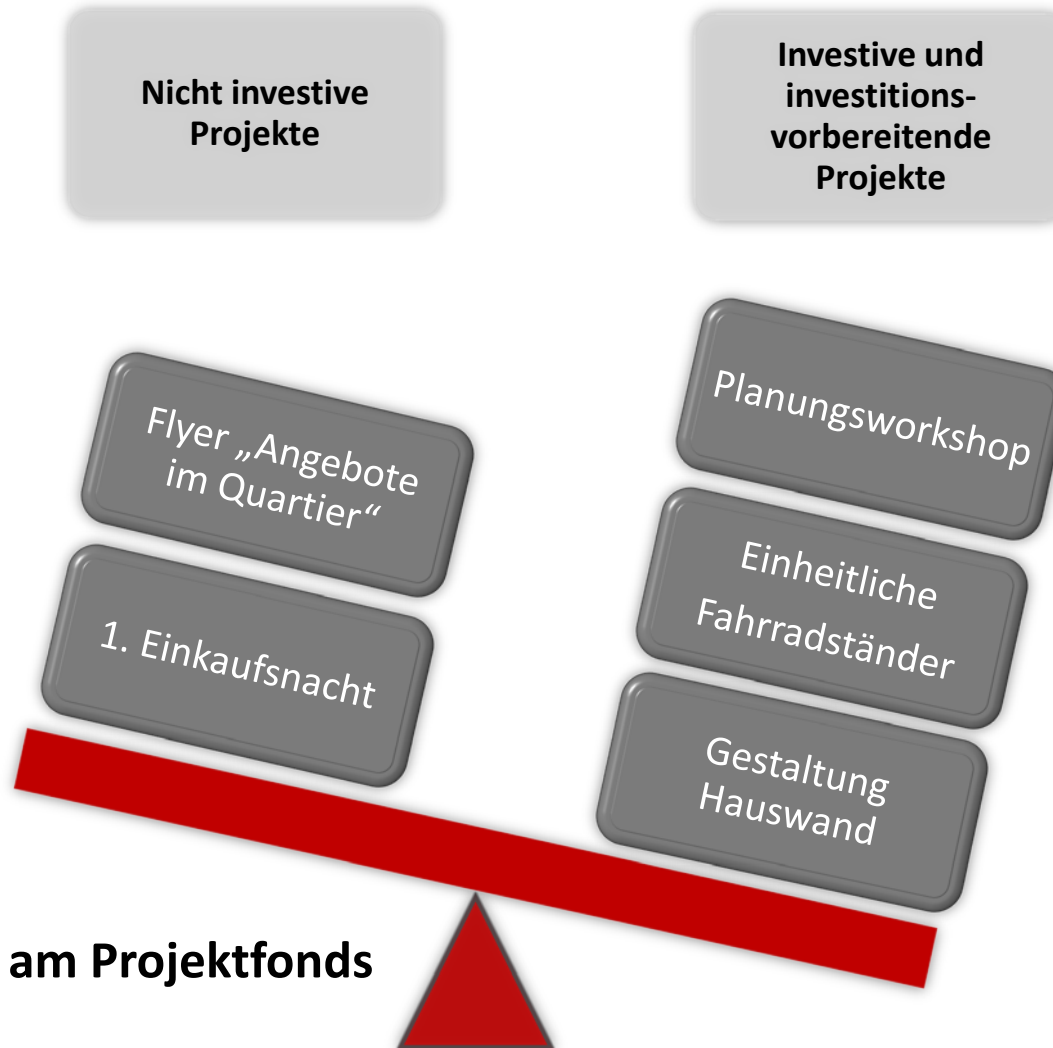 Nicht investive
Projekte
Investive und
investitions-
vorbereitende
Projekte
Flyer „Angebote
im Quartier“
1. Einkaufsnacht
Planungsworkshop
Einheitliche
Fahrradständer
Gestaltung
Hauswand
am Projektfonds